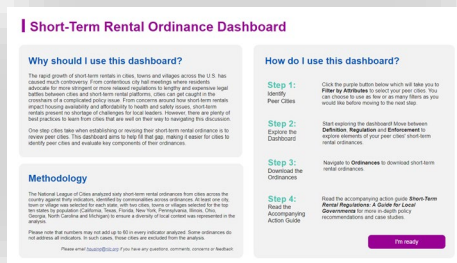 Short-Term Rental Ordinance Dashboard
Why should I use this dashboard?
The rapid growth of short-term rentals in cities, towns and villages across the U.S. has
caused much controversy. From contentious city hall meetings where residents
advocate for more stringent or more relaxed regulations to lengthy and expensive legal
battles between cities and short-term rental platforms, cities can get caught in the
crosshairs of a complicated policy issue. From concerns around how short-term rentals
impact housing availability and affordability to health and safety issues, short-term
rentals present no shortage of challenges for local leaders. However, there are plenty of
best practices to learn from cities that are well on their way to navigating this discussion.
One step cities take when establishing or revising their short-term rental ordinance is to
review peer cities. This dashboard aims to help fill that gap, making it easier for cities to
identify peer cities and evaluate key components of their ordinances.
Methodology
The National League of Cities analyzed sixty short-term rental ordinances from cities across the
country against thirty indicators, identified by commonalities across ordinances. At least one city,
town or village was selected for each state, with two cities, towns or villages selected for the top
ten states by population (California, Texas, Florida, New York, Pennsylvania, Illinois, Ohio,
Georgia, North Carolina and Michigan) to ensure a diversity of local context was represented in the
analysis.
Please note that numbers may not add up to 60 in every indicator analyzed. Some ordinances do
not address all indicators. In such cases, those cities are excluded from the analysis.
Please email housing@nlc.org if you have any questions, comments, concerns or feedback.
How do I use this dashboard?
Step 1:
Identify
Peer Cities
Click the purple button below which will take you to
Filter by Attributes to select your peer cities. You
can choose to use as few or as many filters as you
would like before moving to the next step.
Step 2:
Explore the
Dashboard
Start exploring the dashboard! Move between
Definition, Regulation and Enforcement to
explore elements of your peer cities' short-term
rental ordinances.
Step 3:
Download the
Ordinances
Navigate to Ordinances to download short-term
rental ordinances.
Step 4:
Read the
Accompanying
Action Guide
Read the accompanying action guide Short-Term
Rental Regulations: A Guide for Local
Governments for more in-depth policy
recommendations and case studies.
I'm ready